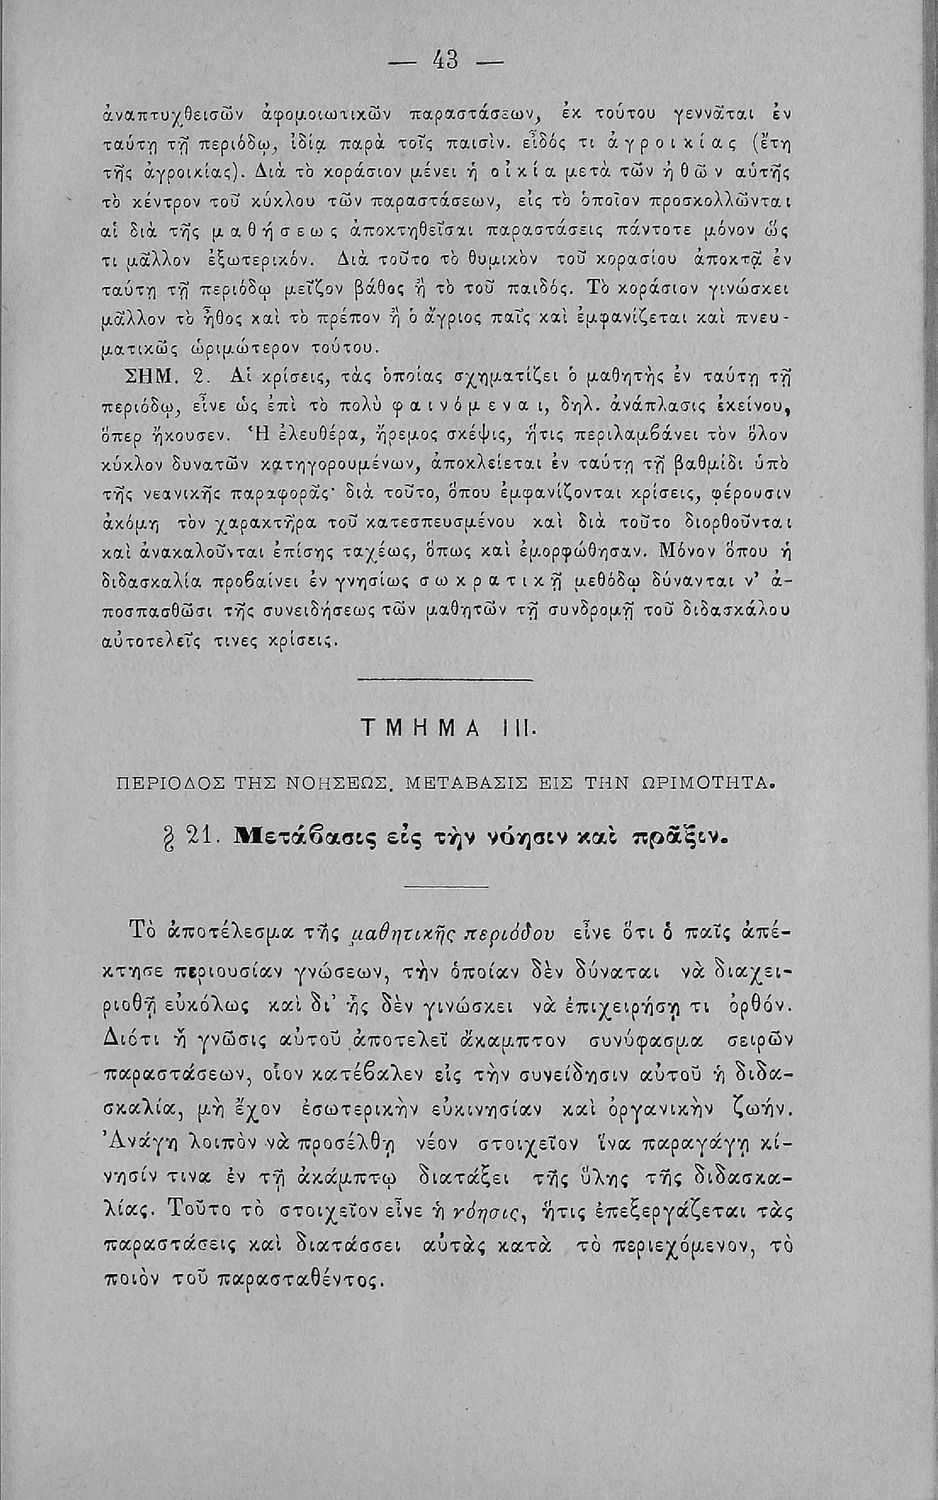 — 43 —
ἀναπτυχθεισῶν ἀφομοιωτικῶν παραστάσεων, ἐκ τούτου γεννᾶται ἐν
ταύτῃ τῇ περιόδῳ, ἰδίᾳ παρὰ τοῖς παισὶν. εἶδός τι ἀγροικίας (ἔτη
τῆς ἀγροικίας). Διὰ τὸ κοράσιον μένει ἡ οἰκία μετὰ τῶν ἠθῶν αὐτῆς
τὸ κέντρον τοῦ κύκλου τῶν παραστάσεων, εἰς τὸ ὁποῖον προσκολλῶνται
αἱ διὰ τῆς μαθήσεως ἀποκτηθεῖσαι παραστάσεις πάντοτε μόνον ὥς
τι μᾶλλον ἐξωτερικόν. Διὰ τοῦτο τὸ θυμικὸν τοῦ κορασίου ἀποκτᾷ ἐν
ταύτῃ τῇ περιόδῳ μεῖζον βάθος ἢ τὸ τοῦ παιδός. Τὸ κοράσιον γινώσκει
μᾶλλον τὸ ἦθος καὶ τὸ πρέπον ἢ ὁ ἄγριος παῖς καὶ ἐμφανίζεται καὶ πνευ-
ματικῶς ὡριμώτερον τούτου.
ΣΗΜ. 2. Αἱ κρίσεις, τὰς ὁποίας σχηματίζει ὁ μαθητὴς ἐν ταύτῃ τῇ
περιόδῳ, εἶνε ὡς ἐπὶ τὸ πολὺ φαινόμεναι, δηλ. ἀνάπλασις ἐκείνου,
ὅπερ ἤκουσεν. Ἡ ἐλευθέρα, ἤρεμος σκέψις, ἥτις περιλαμβάνει τὸν ὅλον
κύκλον δυνατῶν κατηγορουμένων, ἀποκλείεται ἐν ταύτῃ τῇ βαθμίδι ὑπὸ
τῆς νεανικῆς παραφορᾶς· διὰ τοῦτο, ὅπου ἐμφανίζονται κρίσεις, φέρουσιν
ἀκόμη τὸν χαρακτῆρα τοῦ κατεσπευσμένου καὶ διὰ τοῦτο διορθοῦνται
καὶ ἀνακαλοῦνται ἐπίσης ταχέως, ὅπως καὶ ἐμορφώθησαν. Μόνον ὅπου ἡ
διδασκαλία προβαίνει ἐν γνησίως σωκρατικῇ μεθόδῳ δύνανται ν' ἀ-
ποσπασθῶσι τῆς συνειδήσεως τῶν μαθητῶν τῇ συνδρομῇ τοῦ διδασκάλου
αὐτοτελεῖς τινες κρίσεις.
ΤΜΗΜΑ III.
ΠΕΡΙΟΔΟΣ ΤΗΣ ΝΟΗΣΕΩΣ. ΜΕΤΑΒΑΣΙΣ ΕΙΣ ΤΗΝ ΩΡΙΜΟΤΗΤΑ.
§ 21. Μετάβασις εἰς τὴν νόησιν καὶ πρᾶξιν.
Τὸ ἀποτέλεσμα τῆς μαθητικῆς περιόδου εἶνε ὅτι ὁ παῖς ἀπέ-
κτησε περιουσίαν γνώσεων, τὴν ὁποίαν δὲν δύναται νὰ διαχει-
ρισθῇ εὐκόλως καὶ δι' ἧς δὲν γινώσκει νὰ ἐπιχειρήσῃ τι ὀρθόν.
Διότι ἡ γνῶσις αὐτοῦ ἀποτελεῖ ἄκαμπτον συνύφασμα σειρῶν
παραστάσεων, οἷον κατέβαλεν εἰς τὴν συνείδησιν αὐτοῦ ἡ διδα-
σκαλία, μὴ ἔχον ἐσωτερικὴν εὐκινησίαν καὶ ὀργανικὴν ζωήν.
Ἀνάγη λοιπὸν νὰ προσέλθῃ νέον στοιχεῖον ἵνα παραγάγῃ κί-
νησίν τινα ἐν τῇ ἀκάμπτῳ διατάξει τῆς ὕλης τῆς διδασκα-
λίας. Τοῦτο τὸ στοιχεῖον εἶνε ἡ νόησις, ἥτις ἐπεξεργάζεται τὰς
παραστάσεις καὶ διατάσσει αὐτὰς κατὰ τὸ περιεχόμενον, τὸ
ποιὸν τοῦ παρασταθέντος.